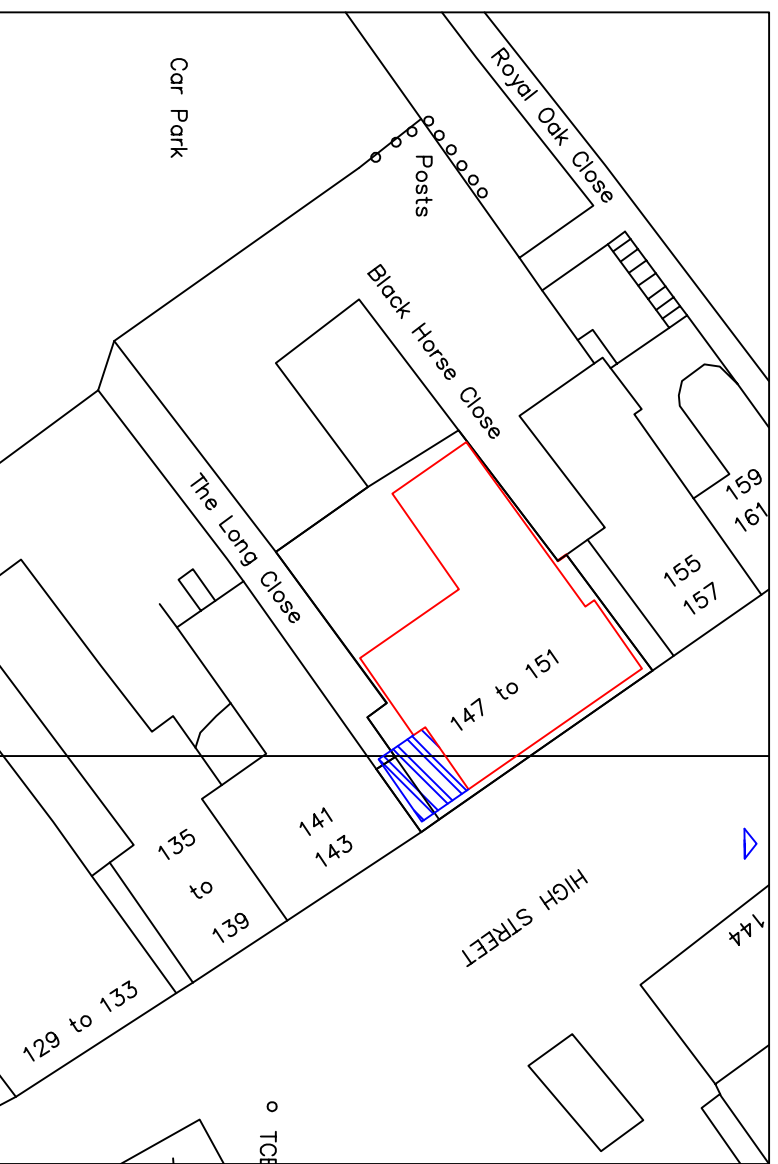 Royal Oak Close
Car Park
Posts
Black Horse Close
159
161
The Long Close
155
157
147 to 151
141
143
135
to
139
HIGH STREET
144
129 to 133